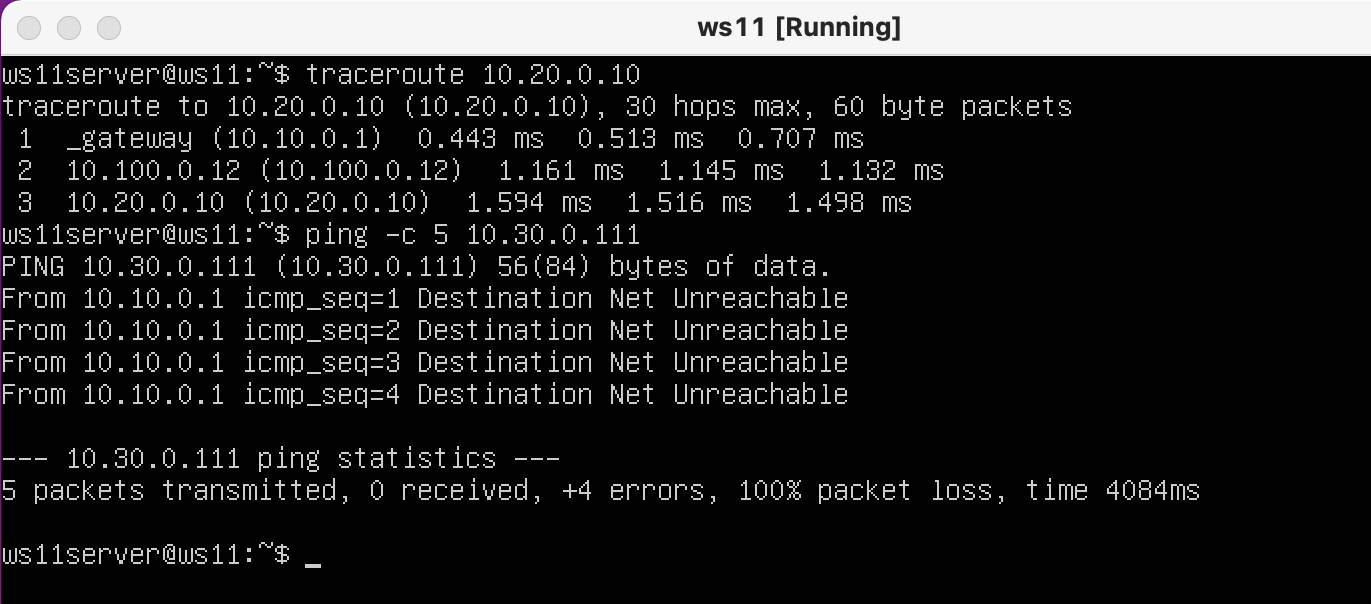 ws11 [Running]
ws11server@ws11:~$ traceroute 10.20.0.10
traceroute to 10.20.0.10 (10.20.0.10), 30 hops max, 60 byte packets
 1  _gateway (10.10.0.1)  0.443 ms  0.513 ms  0.707 ms
 2  10.100.0.12 (10.100.0.12)  1.161 ms  1.145 ms  1.132 ms
 3  10.20.0.10 (10.20.0.10)  1.594 ms  1.516 ms  1.498 ms
ws11server@ws11:~$ ping -c 5 10.30.0.111
PING 10.30.0.111 (10.30.0.111) 56(84) bytes of data.
From 10.10.0.1 icmp_seq=1 Destination Net Unreachable
From 10.10.0.1 icmp_seq=2 Destination Net Unreachable
From 10.10.0.1 icmp_seq=3 Destination Net Unreachable
From 10.10.0.1 icmp_seq=4 Destination Net Unreachable
--- 10.30.0.111 ping statistics ---
5 packets transmitted, 0 received, +4 errors, 100% packet loss, time 4084ms
ws11server@ws11:~$ _